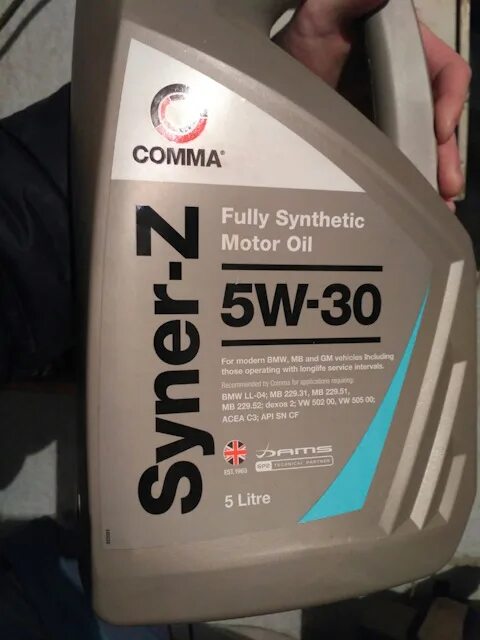 COMMA®
Syner-Z
Fully Synthetic
Motor Oil
5W-30
For modern BMW, MB and GM vehicles including
those operating with longlife service intervals.
Recommended by Comma for applications requiring:
BMW LL-04; MB 229.31, MB 229.51,
MB 229.52; dexos 2; VW 502 00, VW 505 00;
ACEA C3; API SN CF
EST.1965
DAMS
GP2 TECHNICAL PARTNER
5 Litre